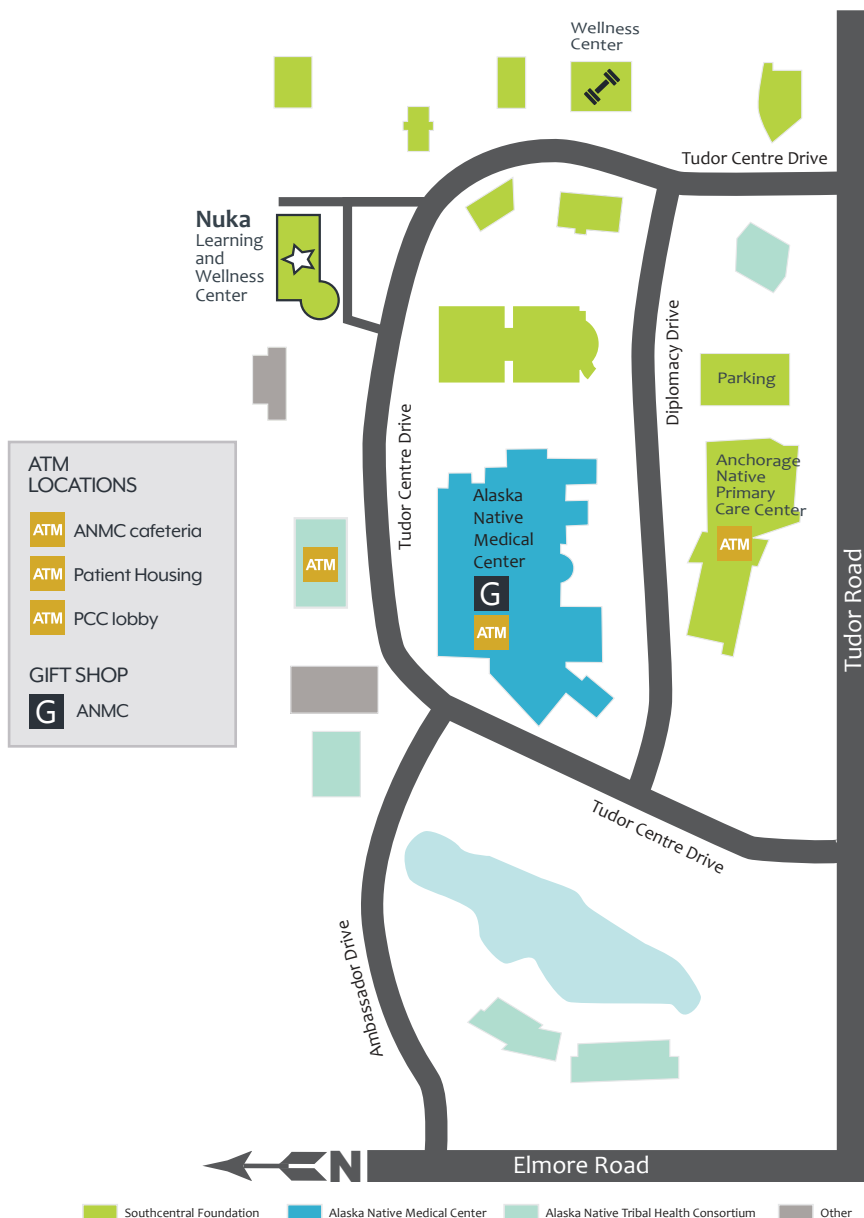 Wellness
Center
Tudor Centre Drive
Nuka
Learning
and
Wellness
Center
Diplomacy Drive
Parking
Tudor Centre Drive
Anchorage
Native
Primary
Care Center
ATM
Alaska
Native
Medical
Center
G
ATM
ATM
Tudor Road
ATM
LOCATIONS
ATM ANMC cafeteria
ATM Patient Housing
ATM PCC lobby
GIFT SHOP
G ANMC
Tudor Centre Drive
Ambassador Drive
N
Elmore Road
Southcentral Foundation
Alaska Native Medical Center
Alaska Native Tribal Health Consortium
Other